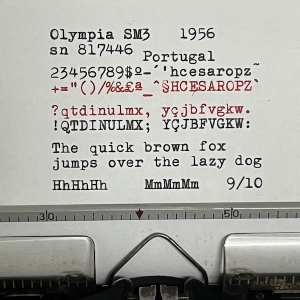 Olympia SM3   1956
sn 817446 Portugal
23456789$º-´'hcesaropz~
+="()/%&£ª_^`§HCESAROPZ`
?qtdinulmx, yçjbfvgkw.
!QTDINULMX; YÇJBFVGKW:
The quick brown fox
jumps over the lazy dog
HhHhHh   MmMmMm   9/10
30 50